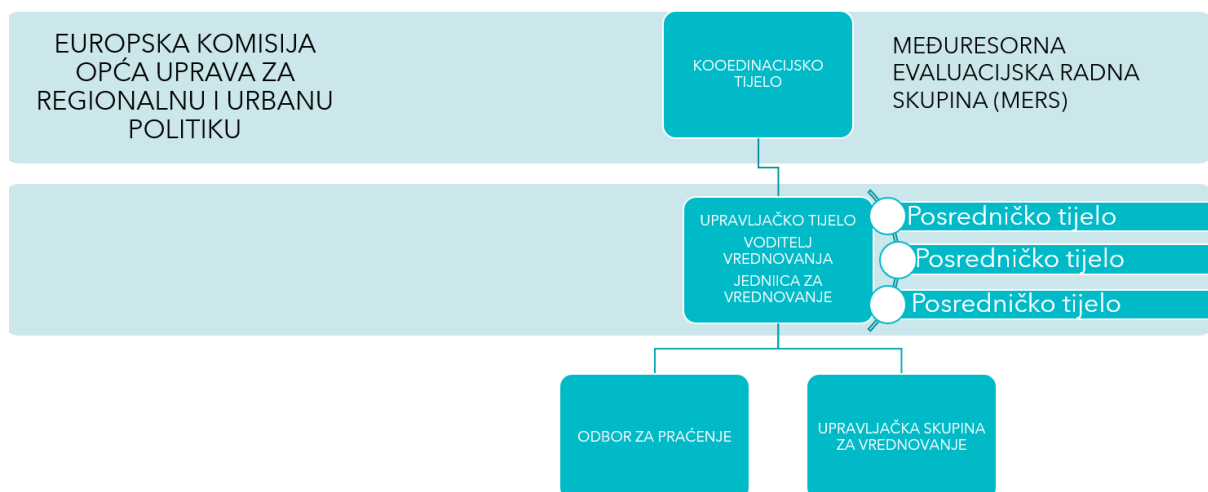 EUROPSKA KOMISIJA
OPĆA UPRAVA ZA
REGIONALNU I URBANU
POLITIKU
KOOEDINACIJSKO
TIJELO
MEĐURESORNA
EVALUACIJSKA RADNA
SKUPINA (MERS)
UPRAVLJAČKO TIJELO
VODITELJ
VREDNOVANJA
JEDNIICA ZA
VREDNOVANJE
Posredničko tijelo
Posredničko tijelo
Posredničko tijelo
ODBOR ZA PRAĆENJE
UPRAVLJAČKA SKUPINA
ZA VREDNOVANJE